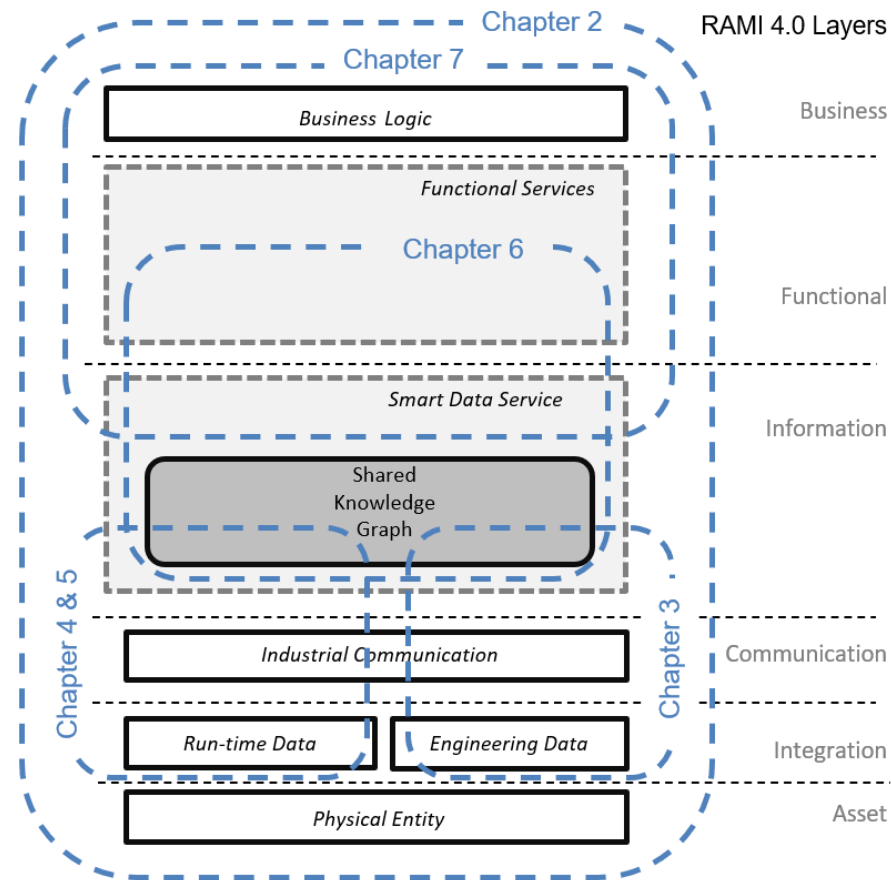 Chapter 2
RAMI 4.0 Layers
Chapter 7
Business Logic
Business
Functional Services
Chapter 6
Functional
Smart Data Service
Information
Shared
Knowledge
Graph
Chapter 4 & 5
Chapter 3
Industrial Communication
Communication
Run-time Data
Engineering Data
Integration
Physical Entity
Asset